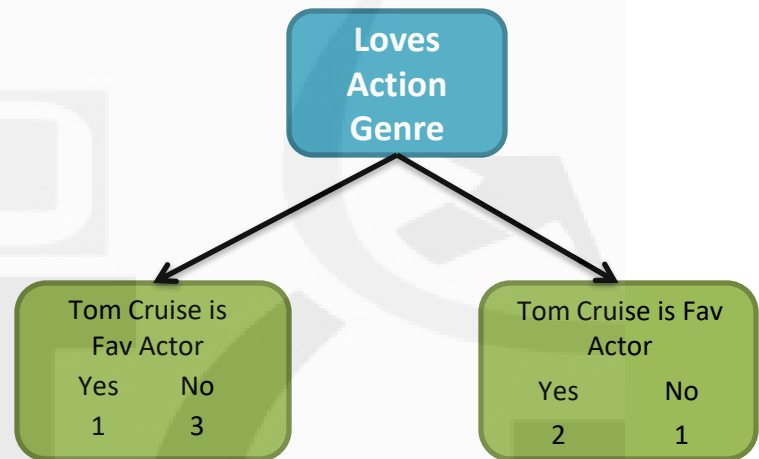 Loves
Action
Genre
Tom Cruise is
Fav Actor
Yes No
1 3
Tom Cruise is Fav
Actor
Yes No
2 1